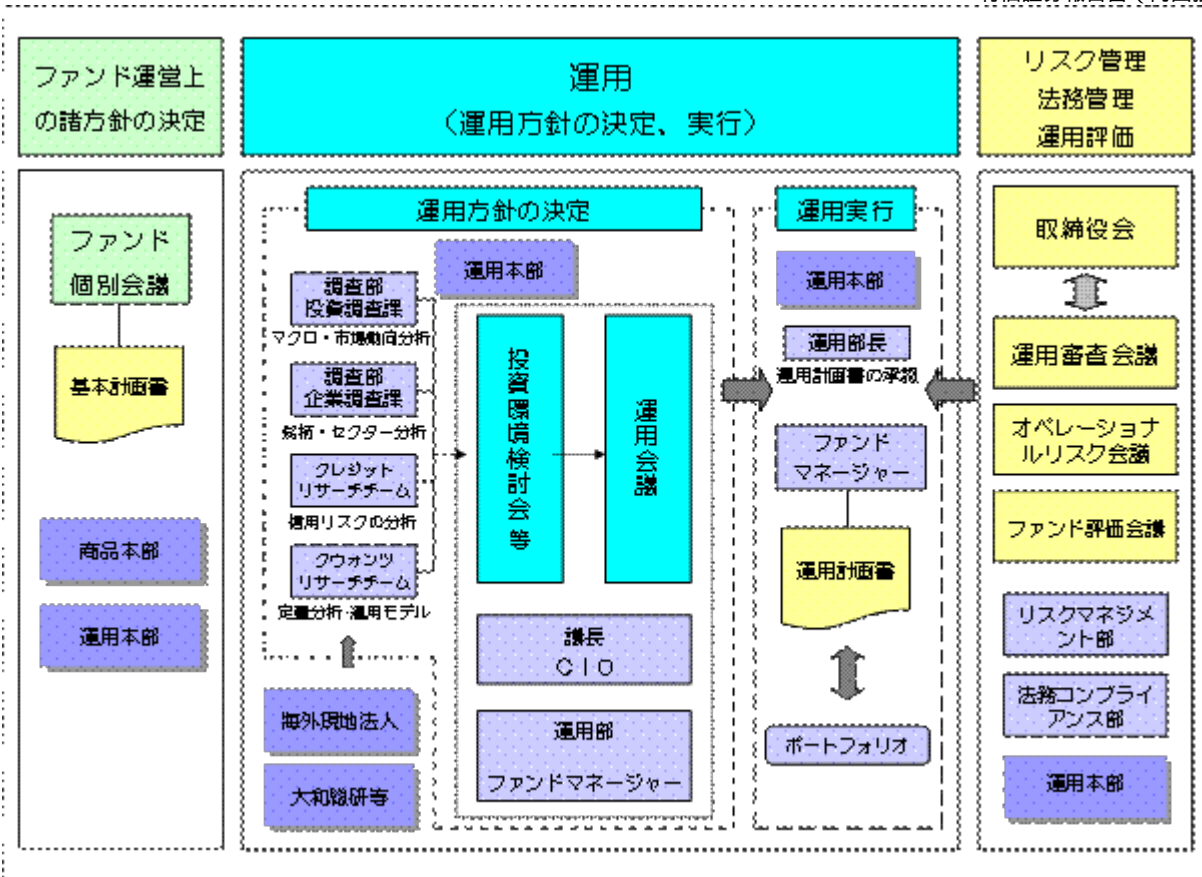 ファンド運営上
の諸方針の決定
運用
（運用方針の決定、実行）
リスク管理
法務管理
運用評価
ファンド
個別会議
基本計画書
商品本部
運用本部
運用方針の決定
運用本部
調査部
投資調査課
マクロ・市場動向分析
調査部
企業調査課
銘柄・セクター分析
クレジット
リサーチチーム
信用リスクの分析
クウォンツ
リサーチチーム
定量分析・運用モデル
海外現地法人
大和総研等
投資環境検討会 等
運用会議
議長
ＣＩＯ
運用部
ファンドマネージャー
運用実行
運用本部
運用部長
運用計画書の承認
ファンド
マネージャー
運用計画書
ポートフォリオ
取締役会
運用審査会議
オペレーショナ
ルリスク会議
ファンド評価会議
リスクマネジメ
ント部
法務コンプライ
アンス部
運用本部